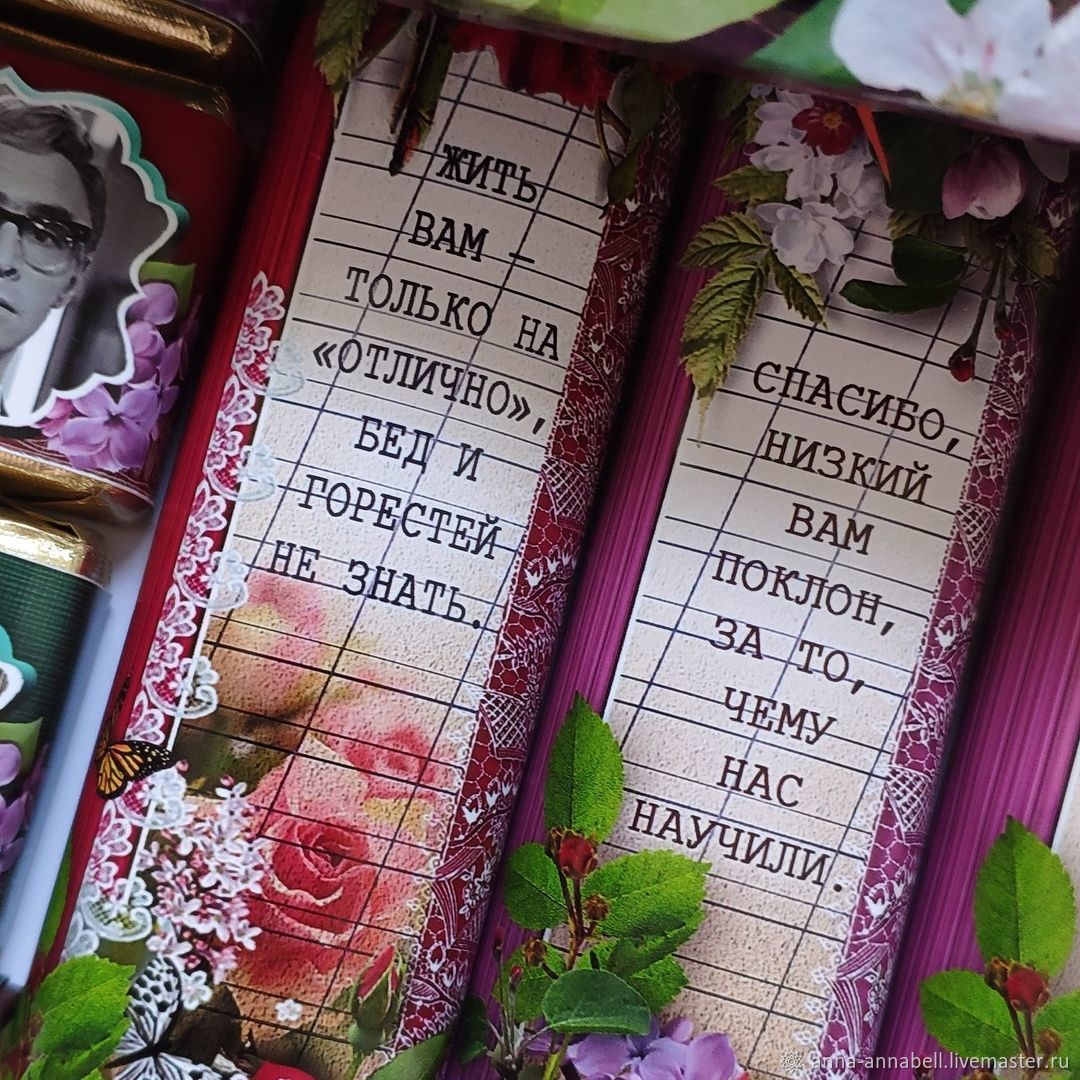 ЖИТЬ
ВАМ –
ТОЛЬКО НА
«ОТЛИЧНО»,
БЕД И
ГОРЕСТЕЙ
НЕ ЗНАТЬ.
СПАСИБО,
НИЗКИЙ
ВАМ
ПОКЛОН,
ЗА ТО,
ЧЕМУ
НАС
НАУЧИЛИ.
anna-annabell.livemaster.ru